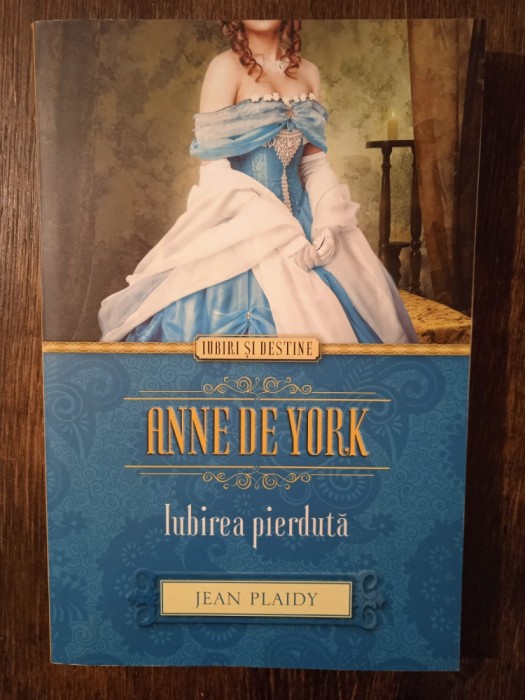 IUBIRI ȘI DESTINE
ANNE DE YORK
Iubirea pierdută
JEAN PLAIDY